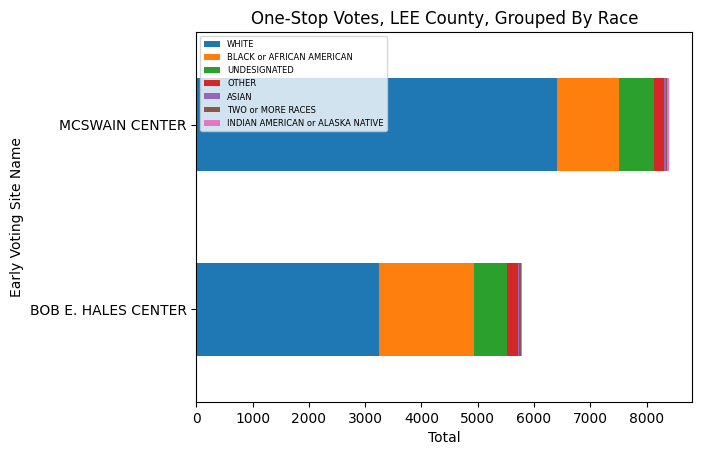 One-Stop Votes, LEE County, Grouped By Race
WHITE
BLACK or AFRICAN AMERICAN
UNDESIGNATED
OTHER
ASIAN
TWO or MORE RACES
INDIAN AMERICAN or ALASKA NATIVE
Early Voting Site Name
MCSWAIN CENTER
BOB E. HALES CENTER
0 1000 2000 3000 4000 5000 6000 7000 8000
Total